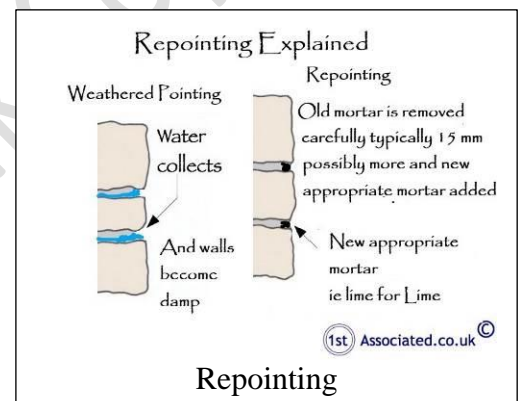 Repointing Explained
Weathered Pointing
Water
collects
And walls
become
damp
Repointing
Old mortar is removed
carefully typically 15 mm
possibly more and new
appropriate mortar added
New appropriate
mortar
ie lime for Lime
1st Associated.co.uk ©
Repointing